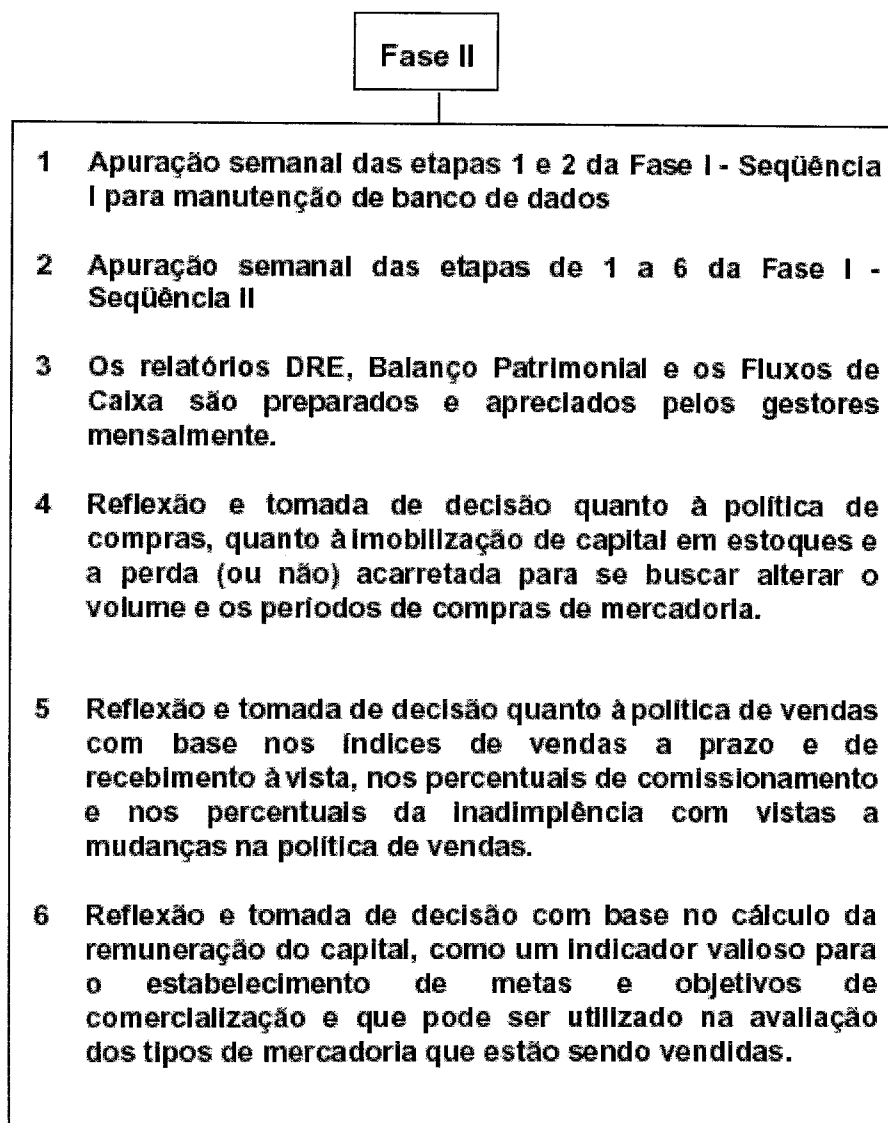 Fase II
1 Apuração semanal das etapas 1 e 2 da Fase I - Seqüência
I para manutenção de banco de dados
2 Apuração semanal das etapas de 1 a 6 da Fase I -
Seqüência II
3 Os relatórios DRE, Balanço Patrimonial e os Fluxos de
Caixa são preparados e apreciados pelos gestores
mensalmente.
4 Reflexão e tomada de decisão quanto à política de
compras, quanto à imobilização de capital em estoques e
a perda (ou não) acarretada para se buscar alterar o
volume e os períodos de compras de mercadoria.
5 Reflexão e tomada de decisão quanto à política de vendas
com base nos índices de vendas a prazo e de
recebimento à vista, nos percentuais de comissionamento
e nos percentuais da inadimplência com vistas a
mudanças na política de vendas.
6 Reflexão e tomada de decisão com base no cálculo da
remuneração do capital, como um indicador valioso para
o estabelecimento de metas e objetivos de
comercialização e que pode ser utilizado na avaliação
dos tipos de mercadoria que estão sendo vendidas.